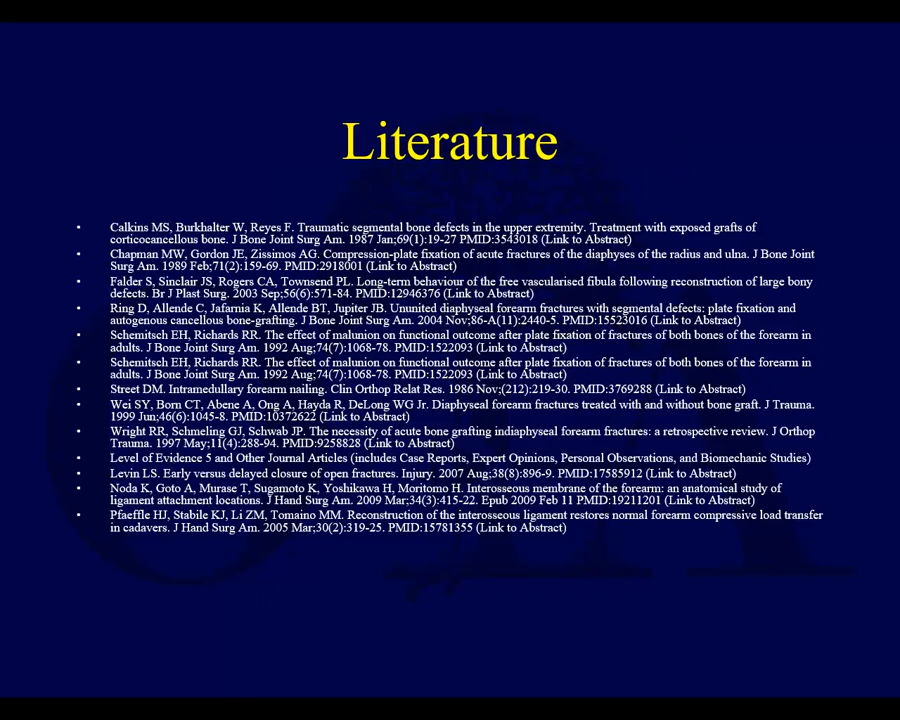 Literature
• Calkins MS, Burkhalter W, Reyes F. Traumatic segmental bone defects in the upper extremity. Treatment with exposed grafts of
corticocancellous bone. J Bone Joint Surg Am. 1987 Jan;69(1):19-27 PMID:3543018 (Link to Abstract)
• Chapman MW, Gordon JE, Zissimos AG. Compression-plate fixation of acute fractures of the diaphyses of the radius and ulna. J Bone Joint
Surg Am. 1989 Feb;71(2):159-69. PMID:2918001 (Link to Abstract)
• Falder S, Sinclair JS, Rogers CA, Townsend PL. Long-term behaviour of the free vascularised fibula following reconstruction of large bony
defects. Br J Plast Surg. 2003 Sep;56(6):571-84. PMID:12946376 (Link to Abstract)
• Ring D, Allende C, Jafarnia K, Allende BT, Jupiter JB. Ununited diaphyseal forearm fractures with segmental defects: plate fixation and
autogenous cancellous bone-grafting. J Bone Joint Surg Am. 2004 Nov;86-A(11):2440-5. PMID:15523016 (Link to Abstract)
• Schemitsch EH, Richards RR. The effect of malunion on functional outcome after plate fixation of fractures of both bones of the forearm in
adults. J Bone Joint Surg Am. 1992 Aug;74(7):1068-78. PMID:1522093 (Link to Abstract)
• Schemitsch EH, Richards RR. The effect of malunion on functional outcome after plate fixation of fractures of both bones of the forearm in
adults. J Bone Joint Surg Am. 1992 Aug;74(7):1068-78. PMID:1522093 (Link to Abstract)
• Street DM. Intramedullary forearm nailing. Clin Orthop Relat Res. 1986 Nov;(212):219-30. PMID:3769288 (Link to Abstract)
• Wei SY, Born CT, Abene A, Ong A, Hayda R, DeLong WG Jr. Diaphyseal forearm fractures treated with and without bone graft. J Trauma.
1999 Jun;46(6):1045-8. PMID:10372622 (Link to Abstract)
• Wright RR, Schmeling GJ, Schwab JP. The necessity of acute bone grafting indiaphyseal forearm fractures: a retrospective review. J Orthop
Trauma. 1997 May;11(4):288-94. PMID:9258828 (Link to Abstract)
• Level of Evidence 5 and Other Journal Articles (includes Case Reports, Expert Opinions, Personal Observations, and Biomechanic Studies)
• Levin LS. Early versus delayed closure of open fractures. Injury. 2007 Aug;38(8):896-9. PMID:17585912 (Link to Abstract)
• Noda K, Goto A, Murase T, Sugamoto K, Yoshikawa H, Moritomo H. Interosseous membrane of the forearm: an anatomical study of
ligament attachment locations. J Hand Surg Am. 2009 Mar;34(3):415-22. Epub 2009 Feb 11 PMID:19211201 (Link to Abstract)
• Pfaeffle HJ, Stabile KJ, Li ZM, Tomaino MM. Reconstruction of the interosseous ligament restores normal forearm compressive load transfer
in cadavers. J Hand Surg Am. 2005 Mar;30(2):319-25. PMID:15781355 (Link to Abstract)